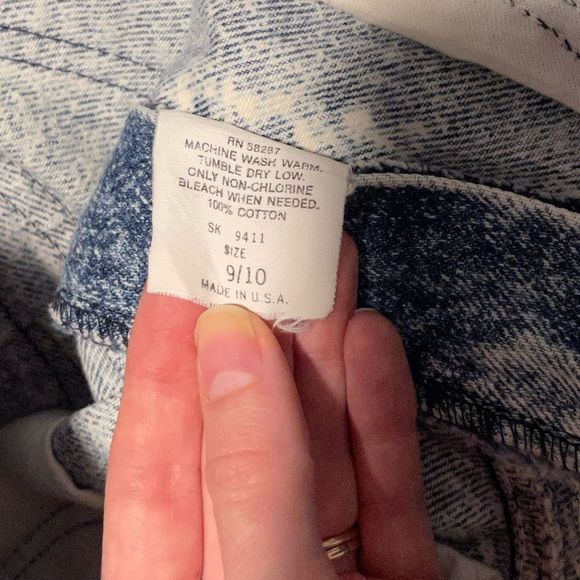 RN 58287
MACHINE WASH WARM.
TUMBLE DRY LOW.
ONLY NON-CHLORINE
BLEACH WHEN NEEDED.
100% COTTON
SK 9411
SIZE
9/10
MADE IN U.S.A.